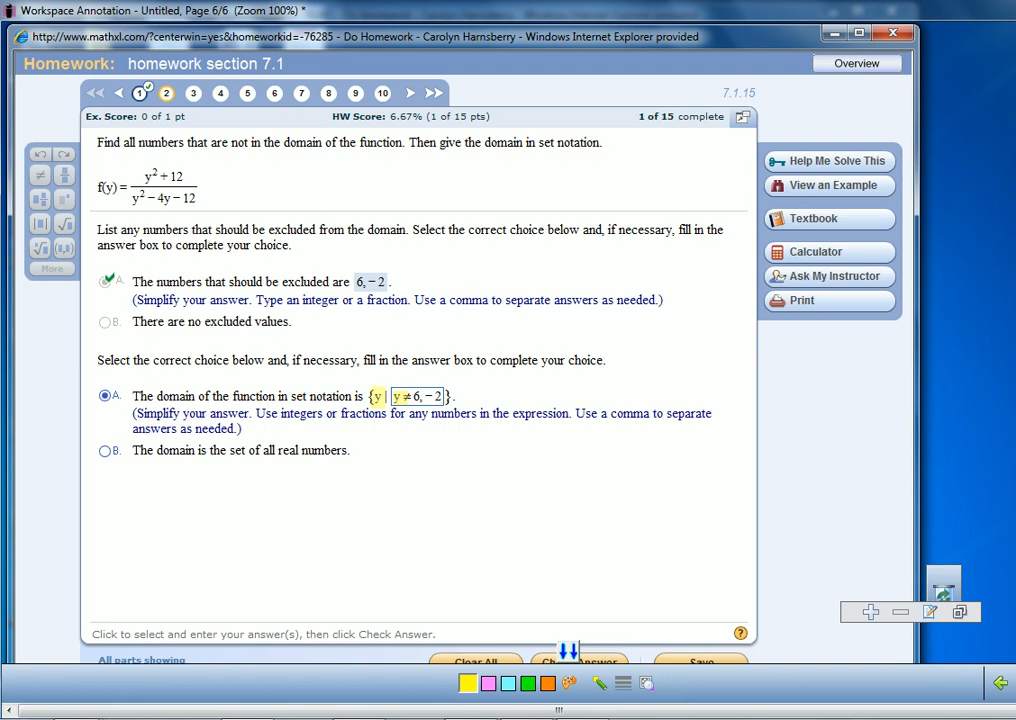 Workspace Annotation - Untitled, Page 6/6 (Zoom 100%) *
http://www.mathxl.com/?centerwin=yes&homeworkid=-76285 - Do Homework - Carolyn Harnsberry - Windows Internet Explorer provided
Homework: homework section 7.1
Overview
1 2 3 4 5 6 7 8 9 10
7.1.15
Ex. Score: 0 of 1 pt
HW Score: 6.67% (1 of 15 pts)
1 of 15 complete
Find all numbers that are not in the domain of the function. Then give the domain in set notation.
f(y) = (y² + 12) / (y² − 4y − 12)
List any numbers that should be excluded from the domain. Select the correct choice below and, if necessary, fill in the
answer box to complete your choice.
A. The numbers that should be excluded are 6, − 2 .
(Simplify your answer. Type an integer or a fraction. Use a comma to separate answers as needed.)
B. There are no excluded values.
Select the correct choice below and, if necessary, fill in the answer box to complete your choice.
A. The domain of the function in set notation is {y | y ≠ 6, − 2 }.
(Simplify your answer. Use integers or fractions for any numbers in the expression. Use a comma to separate
answers as needed.)
B. The domain is the set of all real numbers.
More
Help Me Solve This
View an Example
Textbook
Calculator
Ask My Instructor
Print
Click to select and enter your answer(s), then click Check Answer.
All parts showing
Clear All
Check Answer
Save